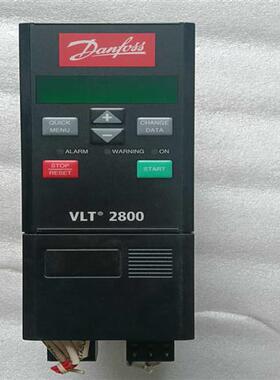 Danfoss
QUICK MENU
+
CHANGE DATA
−
ALARM WARNING ON
STOP RESET
START
VLT® 2800